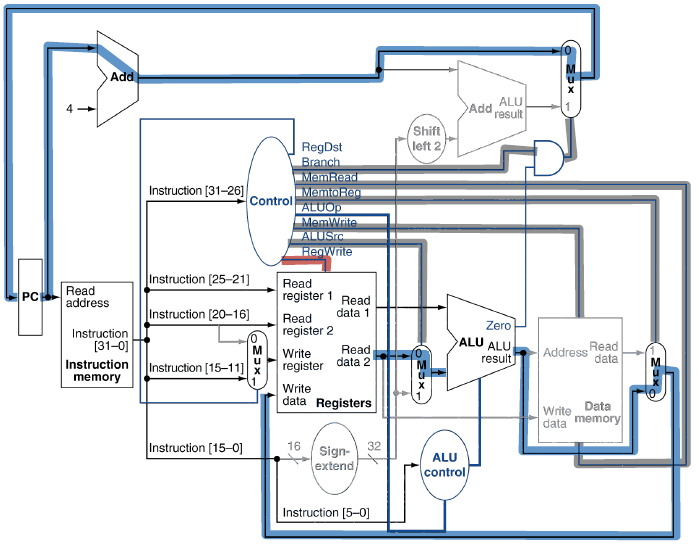 0
M
u
x
1
Add
4
Add
ALU
result
Shift
left 2
RegDst
Branch
MemRead
MemtoReg
ALUOp
MemWrite
ALUSrc
RegWrite
Control
Instruction [31–26]
Instruction [25–21]
Instruction [20–16]
Instruction [15–11]
Instruction [15–0]
Instruction [5–0]
PC
Read
address
Instruction
[31–0]
Instruction
memory
0
M
u
x
1
Read
register 1
Read
register 2
Write
register
Write
data
Read
data 1
Read
data 2
Registers
0
M
u
x
1
Zero
ALU
ALU
result
Address
Read
data
Write
data
Data
memory
1
M
u
x
0
16
Sign-
extend
32
ALU
control